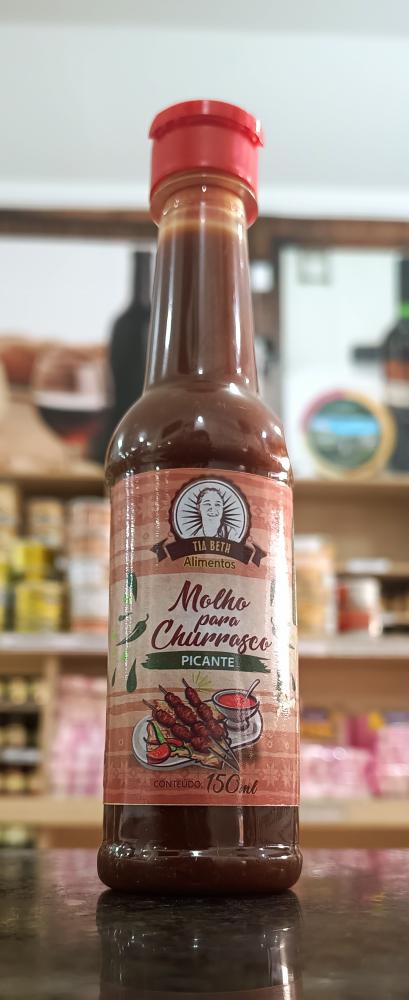 TIA BETH
Alimentos
Molho
para
Churrasco
PICANTE
CONTEÚDO: 150ml